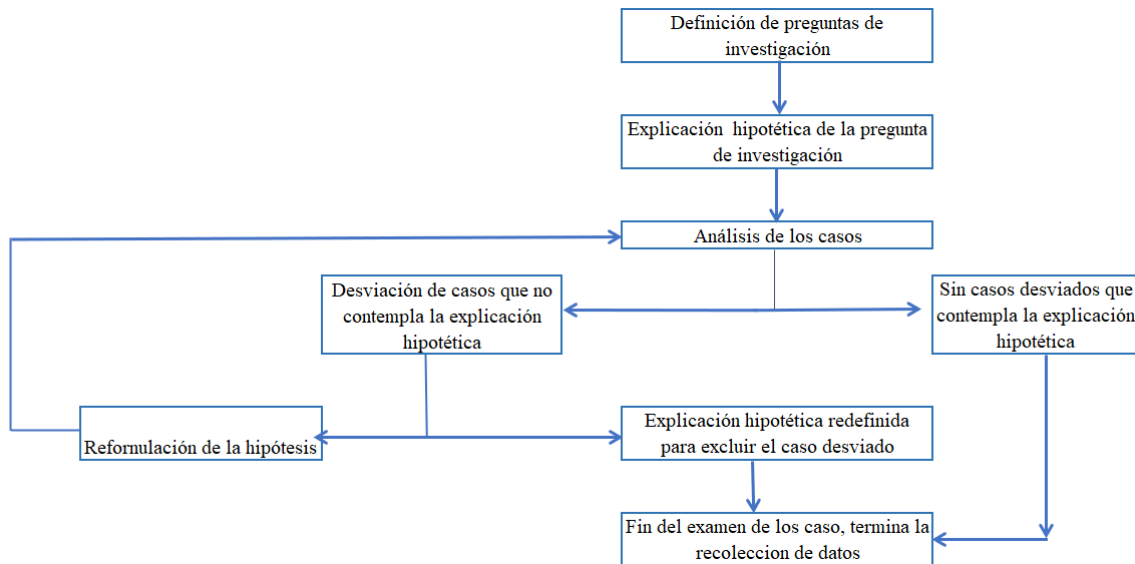 Definición de preguntas de
investigación
Explicación hipotética de la pregunta
de investigación
Análisis de los casos
Desviación de casos que no
contempla la explicación
hipotética
Sin casos desviados que
contempla la explicación
hipotética
Refornulación de la hipótesis
Explicación hipotética redefinida
para excluir el caso desviado
Fin del examen de los caso, termina la
recoleccion de datos